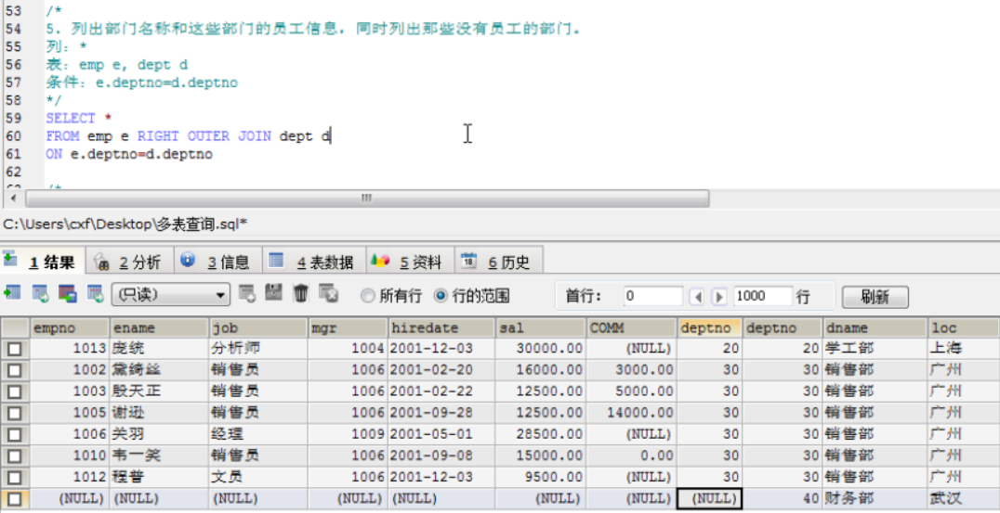 53 /*
54 5. 列出部门名称和这些部门的员工信息，同时列出那些没有员工的部门。
55 列：*
56 表：emp e, dept d
57 条件：e.deptno=d.deptno
58 */
59 SELECT *
60 FROM emp e RIGHT OUTER JOIN dept d
61 ON e.deptno=d.deptno
62
63 /*
C:\Users\cxf\Desktop\多表查询.sql*
1 结果 2 分析 3 信息 4 表数据 5 资料 6 历史
(只读) 所有行 行的范围 首行： 0 1000 行 刷新
empno ename job mgr hiredate sal COMM deptno deptno dname loc
1013 庞统 分析师 1004 2001-12-03 30000.00 (NULL) 20 20 学工部 上海
1002 黛绮丝 销售员 1006 2001-02-20 16000.00 3000.00 30 30 销售部 广州
1003 殷天正 销售员 1006 2001-02-22 12500.00 5000.00 30 30 销售部 广州
1005 谢逊 销售员 1006 2001-09-28 12500.00 14000.00 30 30 销售部 广州
1006 关羽 经理 1009 2001-05-01 28500.00 (NULL) 30 30 销售部 广州
1010 韦一笑 销售员 1006 2001-09-08 15000.00 0.00 30 30 销售部 广州
1012 程普 文员 1006 2001-12-03 9500.00 (NULL) 30 30 销售部 广州
(NULL) (NULL) (NULL) (NULL) (NULL) (NULL) (NULL) (NULL) 40 财务部 武汉